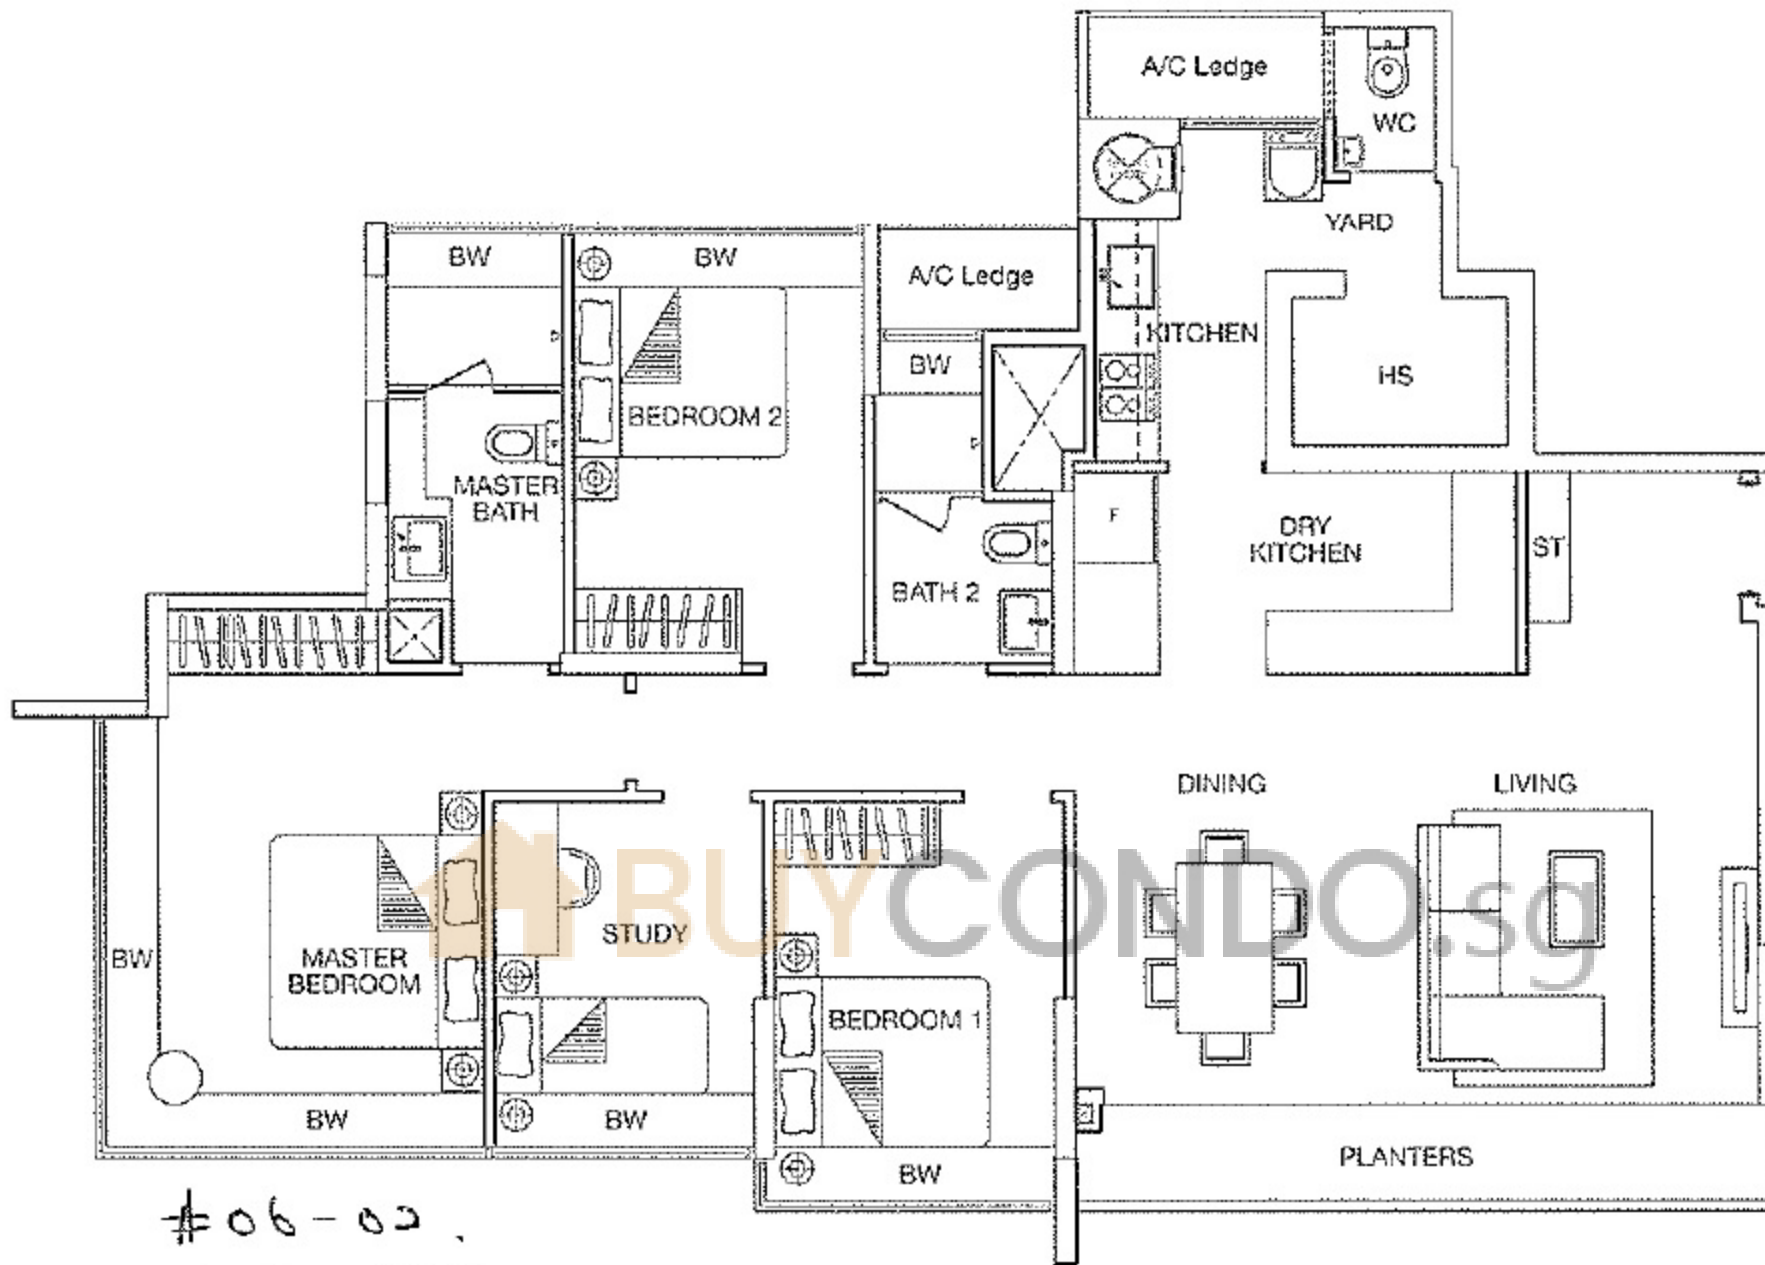 A/C Ledge
WC
YARD
BW
BW
A/C Ledge
KITCHEN
BW
HS
BEDROOM 2
MASTER
BATH
F
DRY
KITCHEN
ST
BATH 2
DINING
LIVING
BUYCONDO.sg
STUDY
BW
MASTER
BEDROOM
BEDROOM 1
BW
BW
BW
PLANTERS
#06-02.